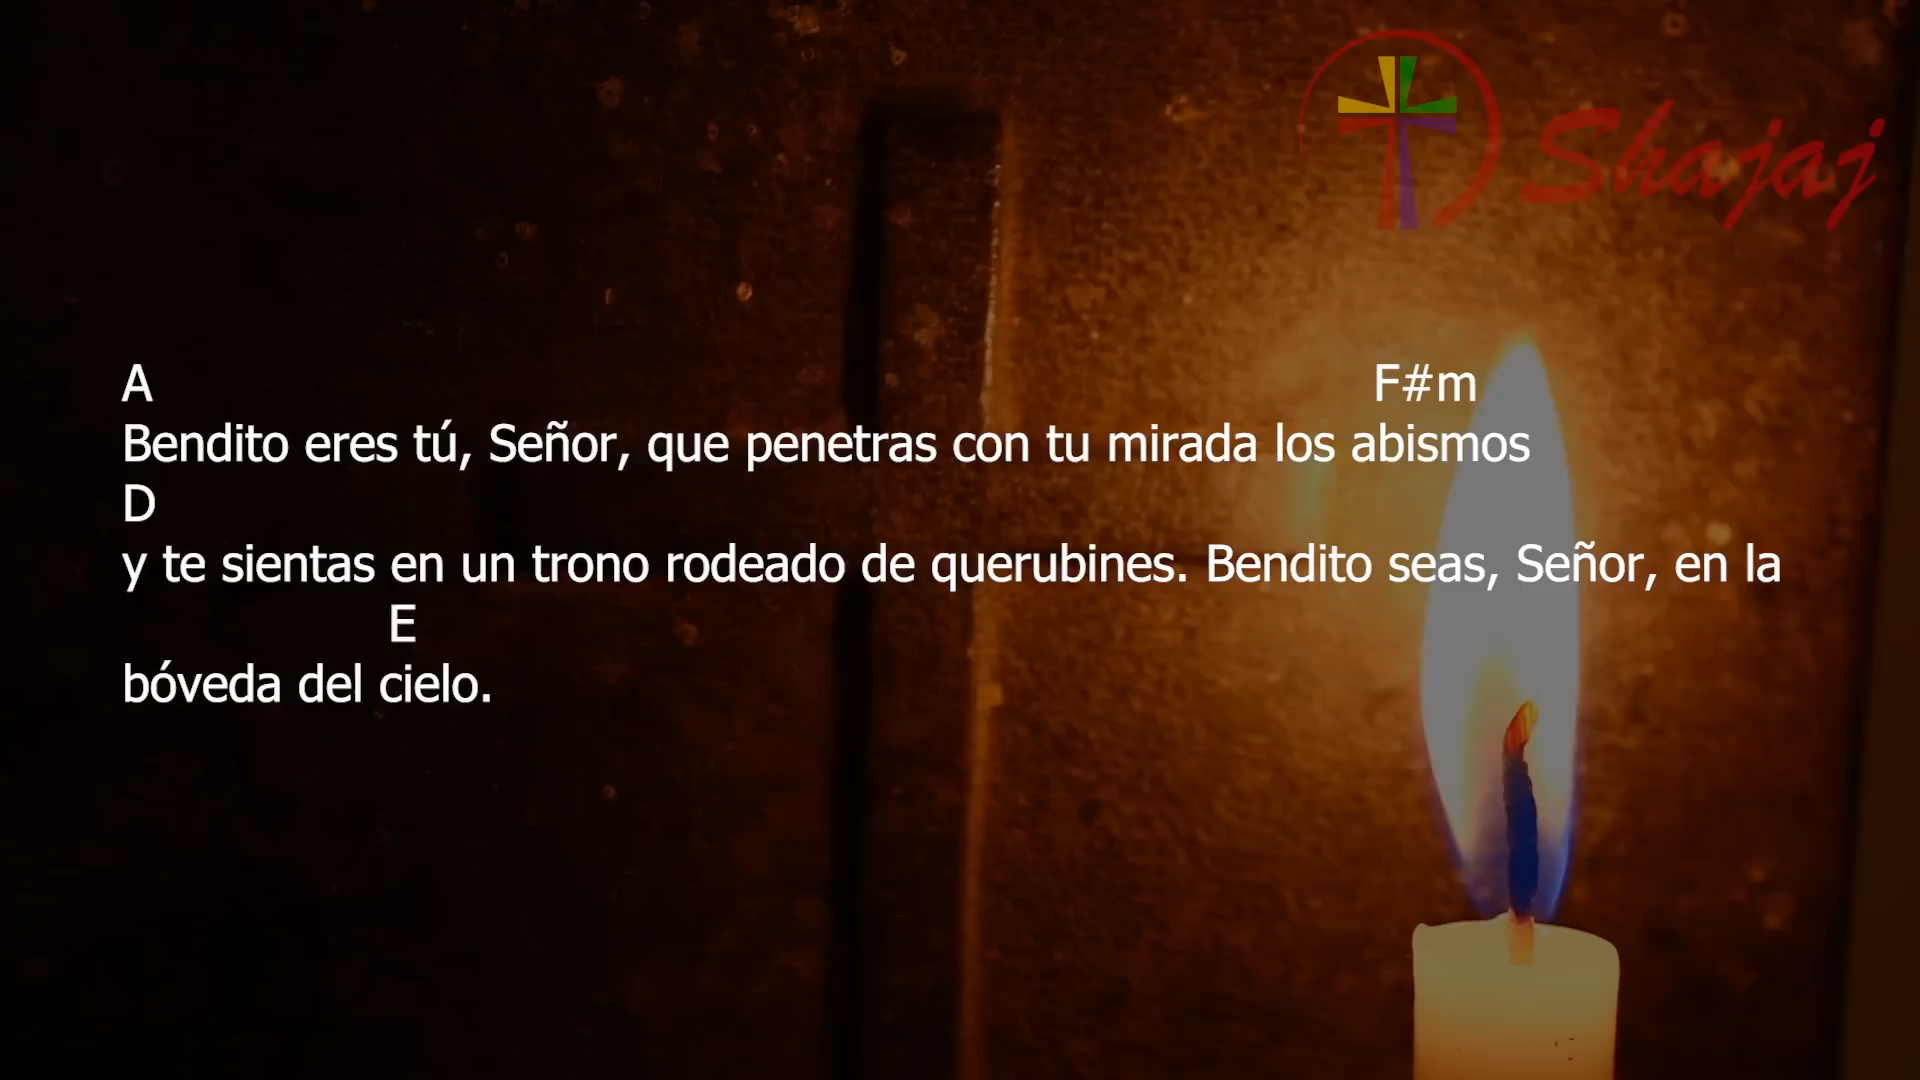 Shajaj
A F#m
Bendito eres tú, Señor, que penetras con tu mirada los abismos
D
y te sientas en un trono rodeado de querubines. Bendito seas, Señor, en la
E
bóveda del cielo.